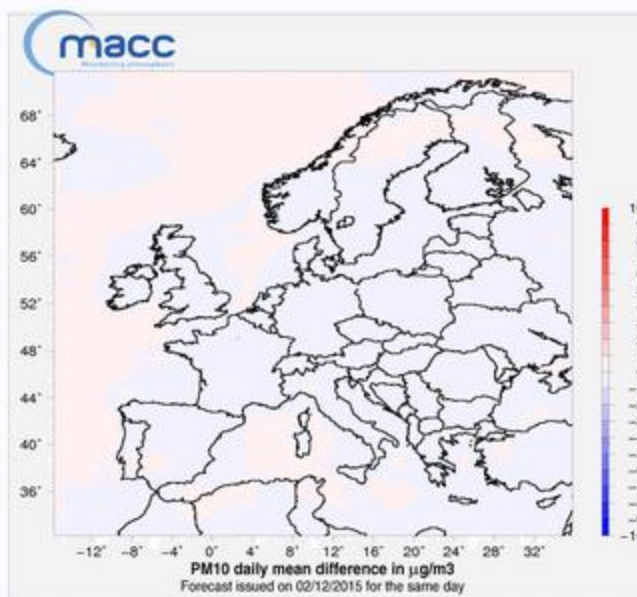 macc
68°
64°
60°
56°
52°
48°
44°
40°
36°
−12° −8° −4° 0° 4° 8° 12° 16° 20° 24° 28° 32°
PM10 daily mean difference in µg/m3
Forecast issued on 02/12/2015 for the same day